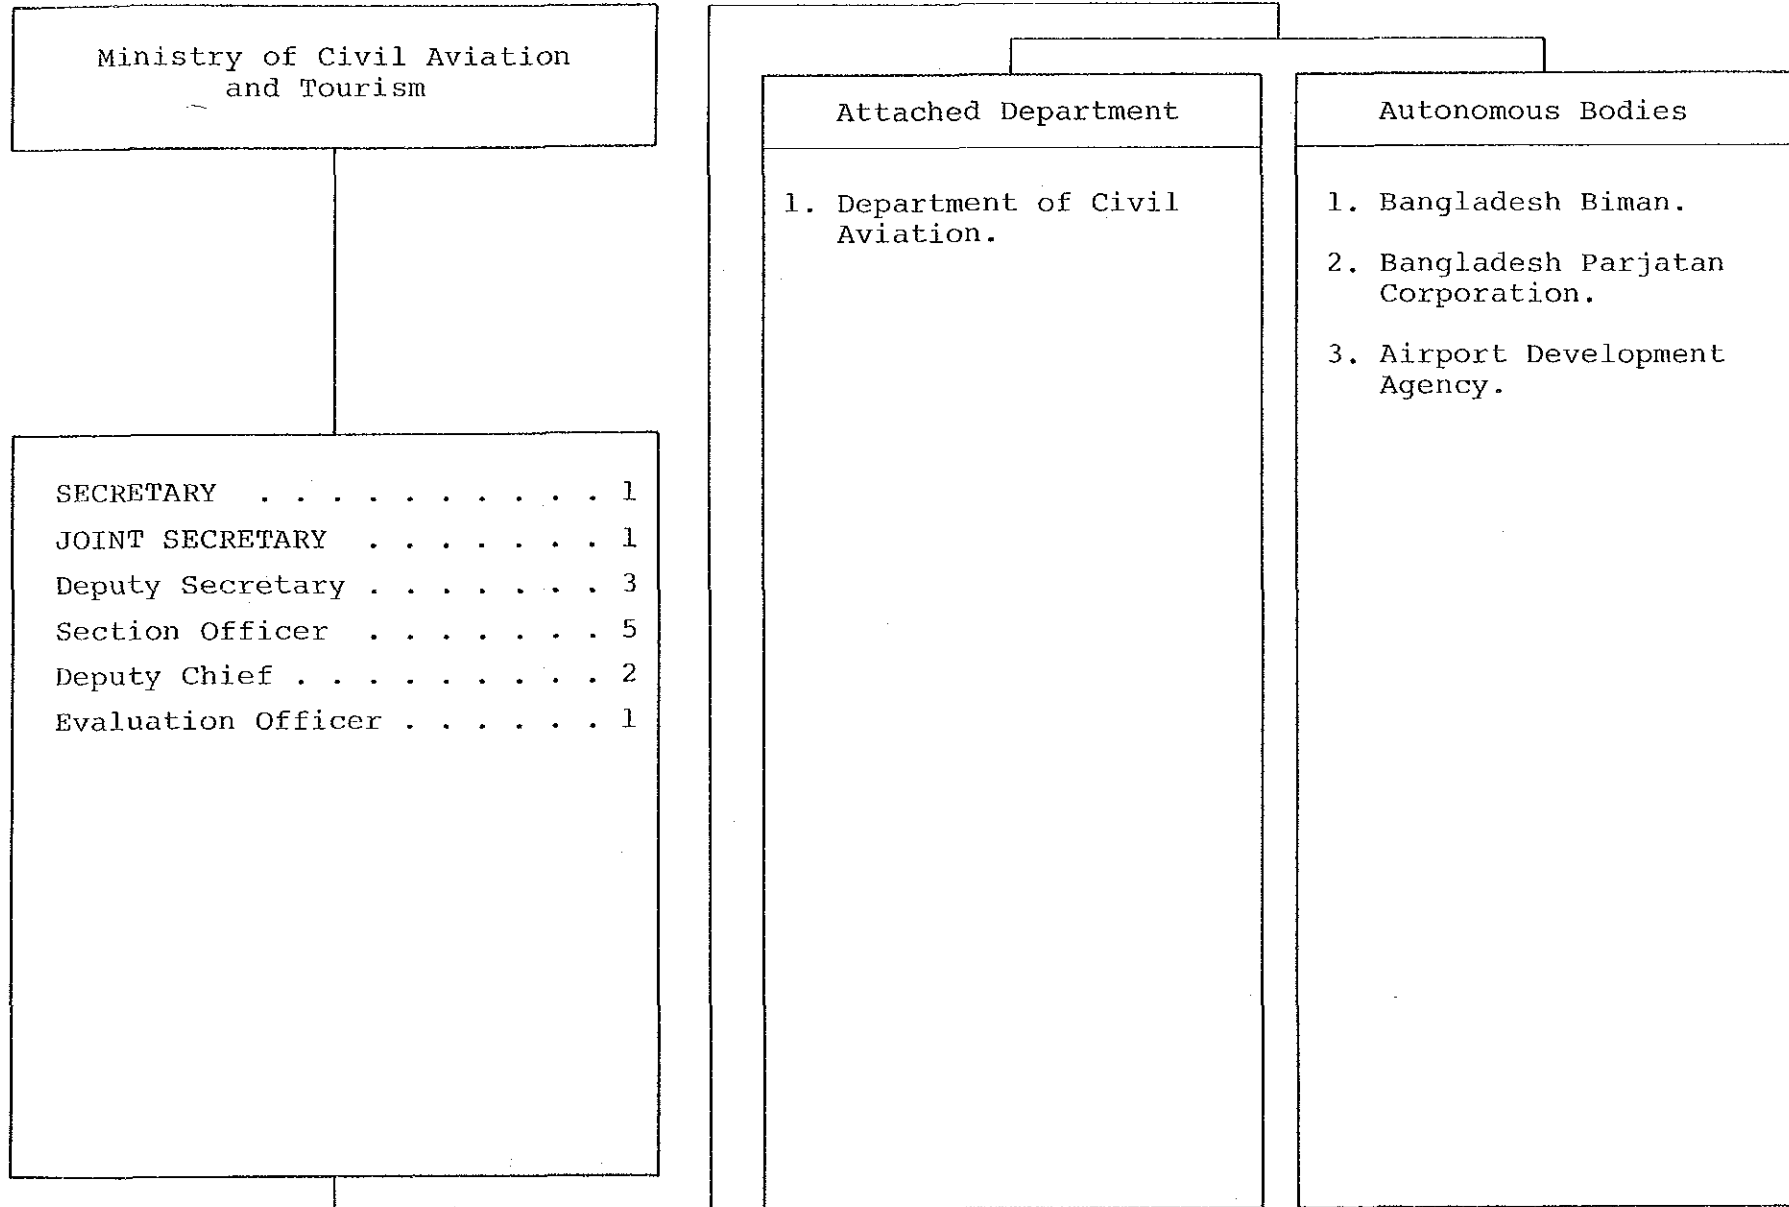 Ministry of Civil Aviation
and Tourism
SECRETARY . . . . . . . . . . 1
JOINT SECRETARY . . . . . . . 1
Deputy Secretary . . . . . . . 3
Section Officer . . . . . . . 5
Deputy Chief . . . . . . . . . 2
Evaluation Officer . . . . . . 1
Attached Department
1. Department of Civil
Aviation.
Autonomous Bodies
1. Bangladesh Biman.
2. Bangladesh Parjatan
Corporation.
3. Airport Development
Agency.